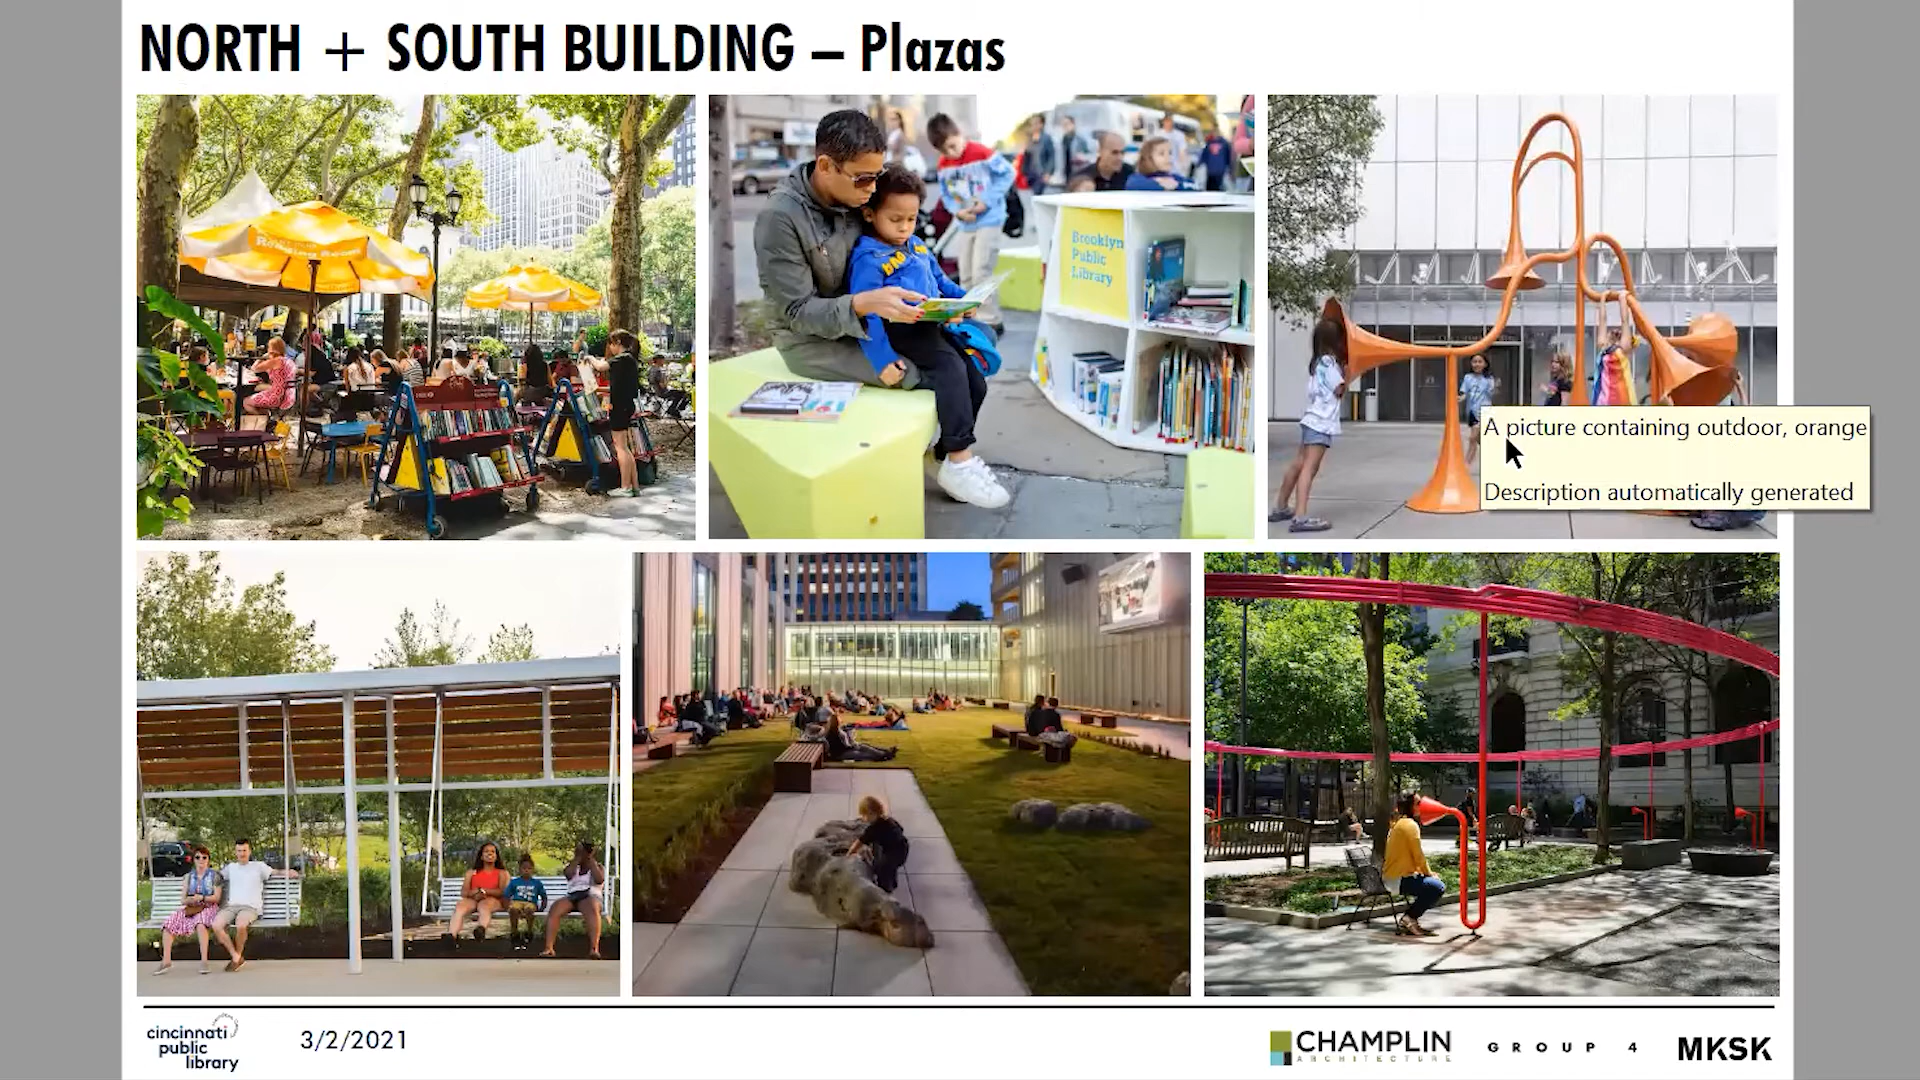 NORTH + SOUTH BUILDING – Plazas
Brooklyn
Public
Library
A picture containing outdoor, orange
Description automatically generated
cincinnati
public
library
3/2/2021
CHAMPLIN
ARCHITECTURE
GROUP 4
MKSK